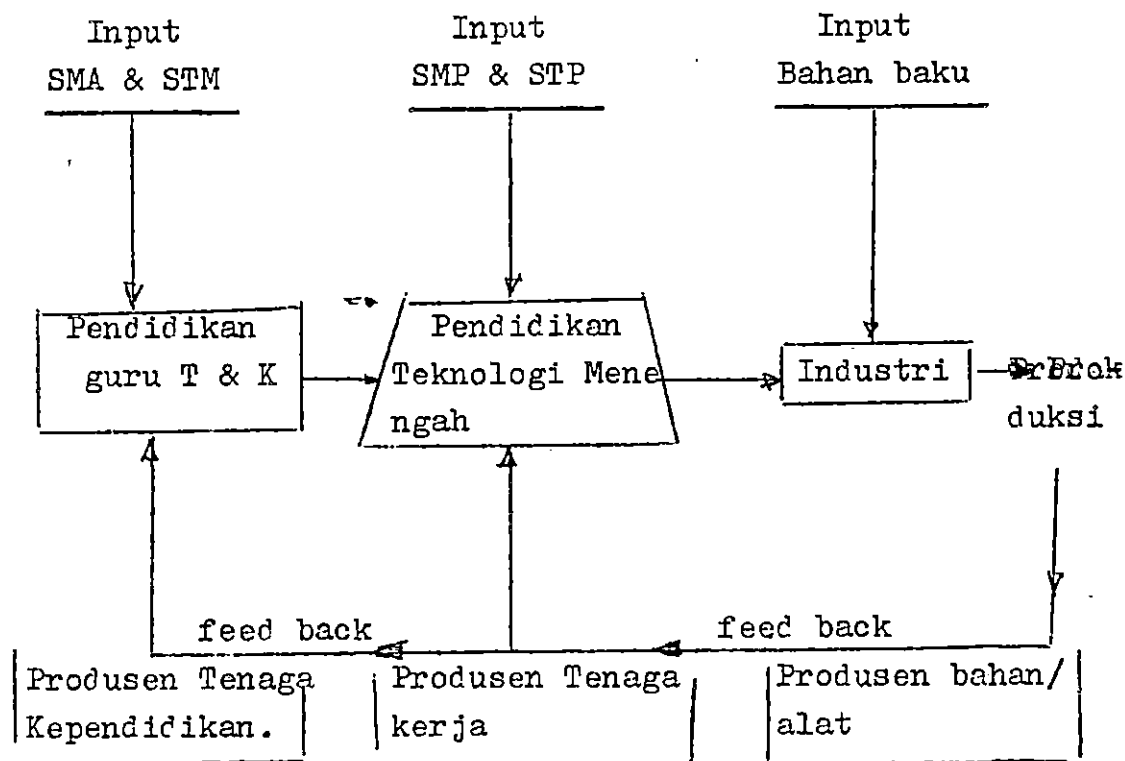 Input
SMA & STM
Input
SMP & STP
Input
Bahan baku
Pendidikan
guru T & K
Pendidikan
Teknologi Mene
ngah
Industri
duksi
feed back
feed back
Produsen Tenaga
Kependidikan.
Produsen Tenaga
kerja
Produsen bahan/
alat